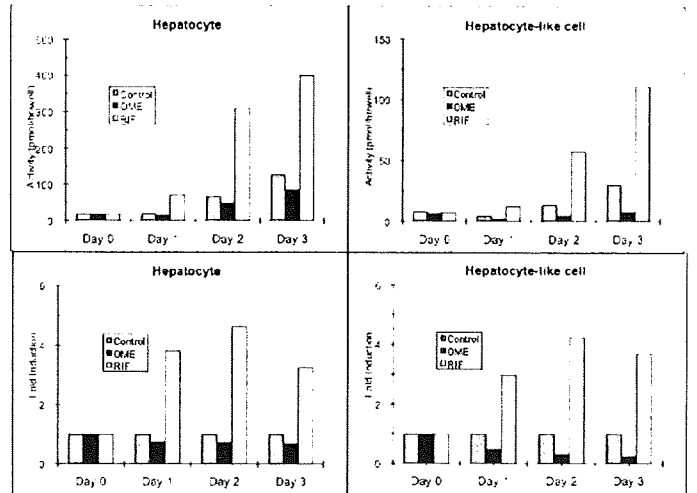 Hepatocyte
500
400
300
200
100
0
Activity (pmol/hr/well)
Control
OME
RIF
Day 0 Day 1 Day 2 Day 3
Hepatocyte-like cell
150
100
50
0
Activity (pmol/hr/well)
Control
OME
RIF
Day 0 Day 1 Day 2 Day 3
Hepatocyte
6
4
2
0
Fold Induction
Control
OME
RIF
Day 0 Day 1 Day 2 Day 3
Hepatocyte-like cell
6
4
2
0
Fold Induction
Control
OME
RIF
Day 0 Day 1 Day 2 Day 3